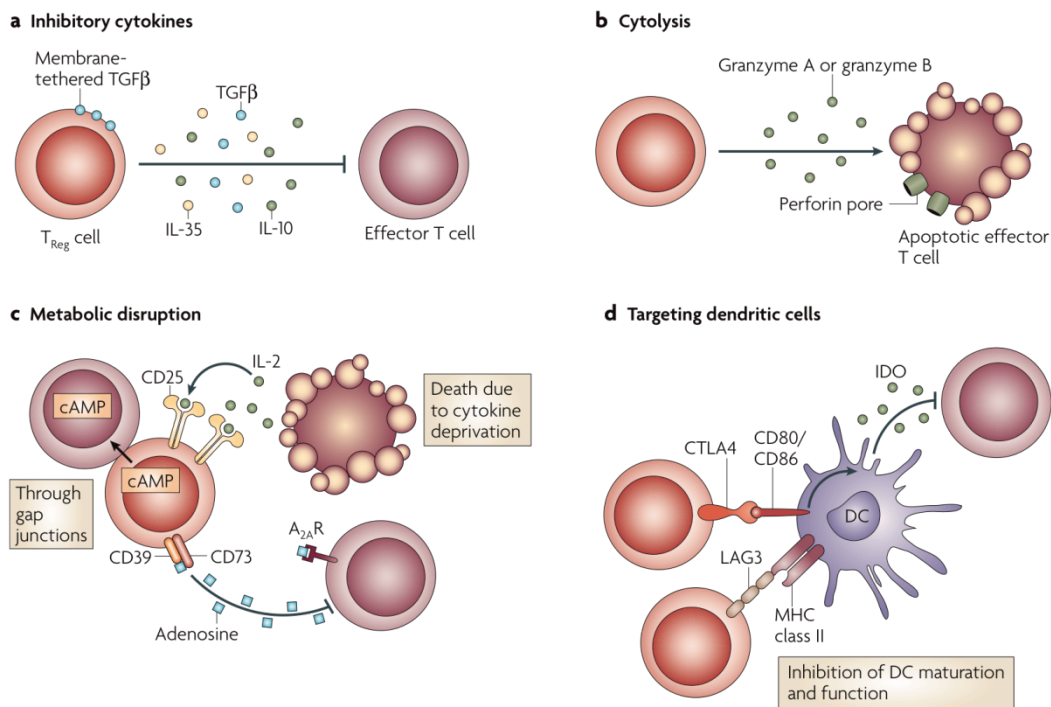 a Inhibitory cytokines
Membrane-
tethered TGFβ
TGFβ
IL-35
IL-10
T_Reg cell
Effector T cell
b Cytolysis
Granzyme A or granzyme B
Perforin pore
Apoptotic effector
T cell
c Metabolic disruption
IL-2
CD25
cAMP
Death due
to cytokine
deprivation
cAMP
Through
gap
junctions
A2AR
CD39
CD73
Adenosine
d Targeting dendritic cells
IDO
CTLA4
CD80/
CD86
DC
LAG3
MHC
class II
Inhibition of DC maturation
and function